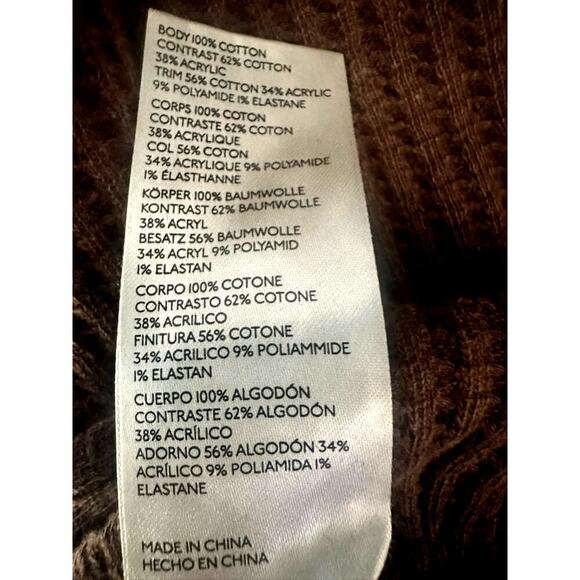 BODY 100% COTTON
CONTRAST 62% COTTON
38% ACRYLIC
TRIM 56% COTTON 34% ACRYLIC
9% POLYAMIDE 1% ELASTANE
CORPS 100% COTON
CONTRASTE 62% COTON
38% ACRYLIQUE
COL 56% COTON
34% ACRYLIQUE 9% POLYAMIDE
1% ÉLASTHANNE
KÖRPER 100% BAUMWOLLE
KONTRAST 62% BAUMWOLLE
38% ACRYL
BESATZ 56% BAUMWOLLE
34% ACRYL 9% POLYAMID
1% ELASTAN
CORPO 100% COTONE
CONTRASTO 62% COTONE
38% ACRILICO
FINITURA 56% COTONE
34% ACRILICO 9% POLIAMMIDE
1% ELASTAN
CUERPO 100% ALGODÓN
CONTRASTE 62% ALGODÓN
38% ACRÍLICO
ADORNO 56% ALGODÓN 34%
ACRÍLICO 9% POLIAMIDA 1%
ELASTANE
MADE IN CHINA
HECHO EN CHINA